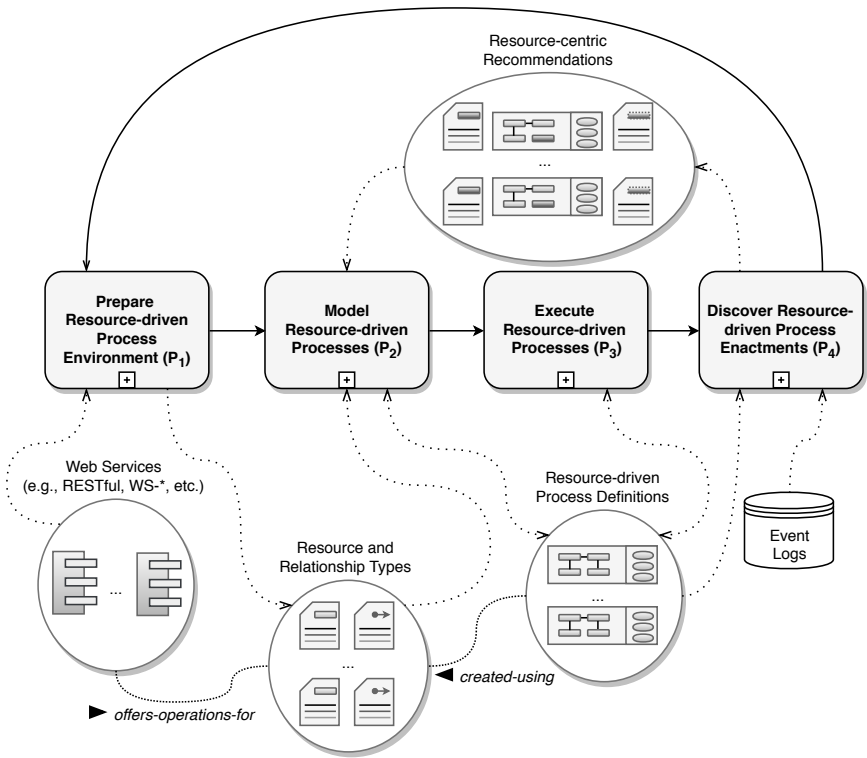 Resource-centric
Recommendations
...
...
Prepare
Resource-driven
Process
Environment (P1)
+
Model
Resource-driven
Processes (P2)
+
Execute
Resource-driven
Processes (P3)
+
Discover Resource-
driven Process
Enactments (P4)
+
Web Services
(e.g., RESTful, WS-*, etc.)
...
Resource and
Relationship Types
...
Resource-driven
Process Definitions
...
Event
Logs
offers-operations-for
created-using